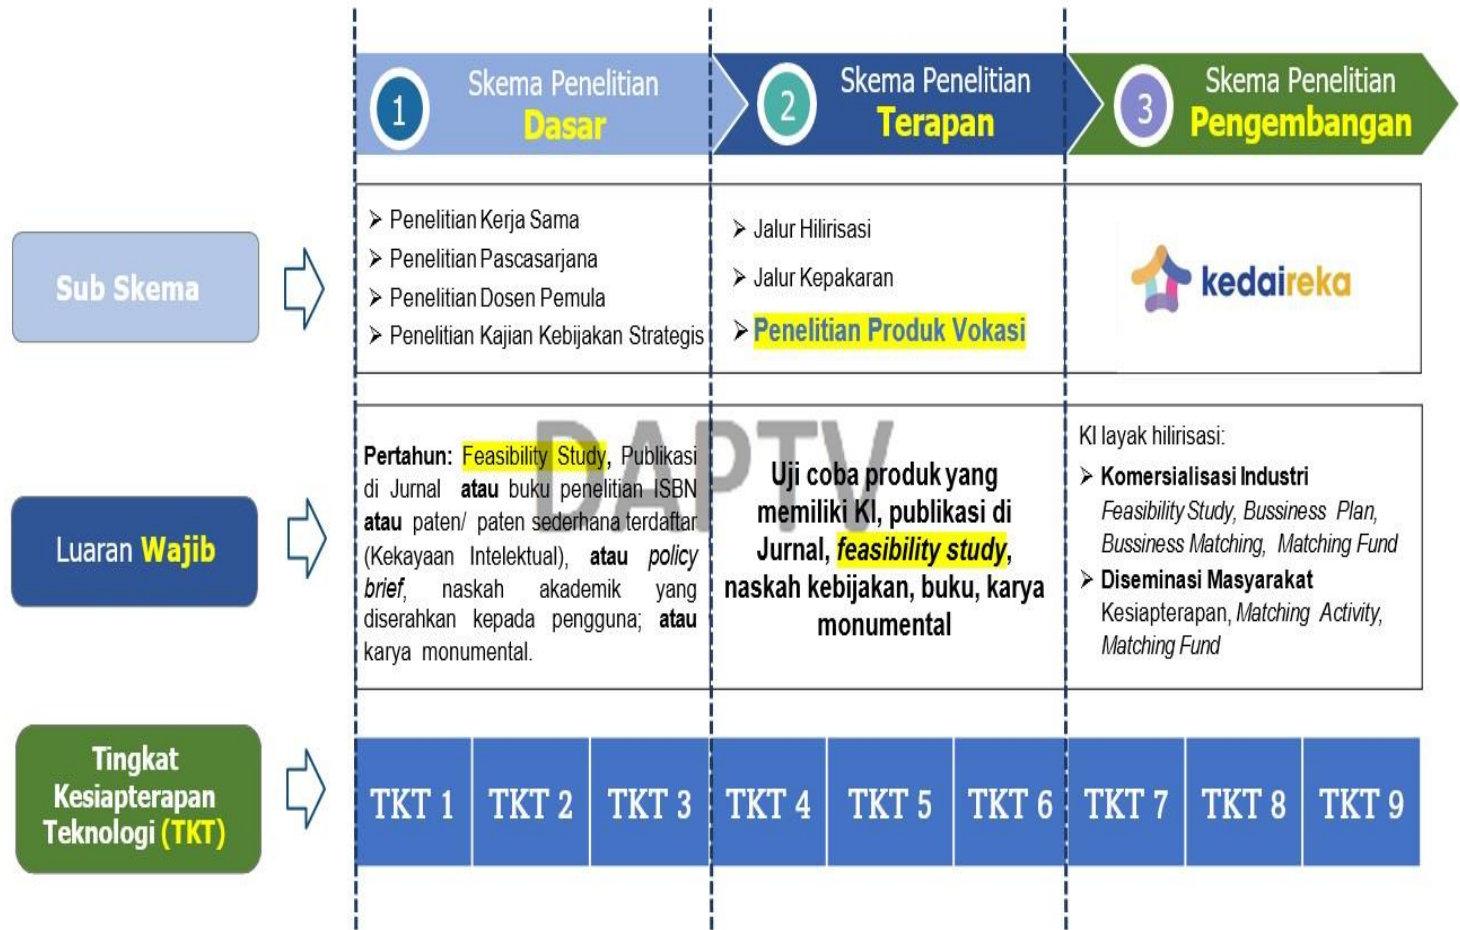 1
Skema Penelitian
Dasar
2
Skema Penelitian
Terapan
3
Skema Penelitian
Pengembangan
Sub Skema
➢ Penelitian Kerja Sama
➢ Penelitian Pascasarjana
➢ Penelitian Dosen Pemula
➢ Penelitian Kajian Kebijakan Strategis
➢ Jalur Hilirisasi
➢ Jalur Kepakaran
➢ Penelitian Produk Vokasi
kedaireka
DAPTV
Luaran Wajib
Pertahun: Feasibility Study, Publikasi
di Jurnal atau buku penelitian ISBN
atau paten/ paten sederhana terdaftar
(Kekayaan Intelektual), atau policy
brief, naskah akademik yang
diserahkan kepada pengguna; atau
karya monumental.
Uji coba produk yang
memiliki KI, publikasi di
Jurnal, feasibility study,
naskah kebijakan, buku, karya
monumental
KI layak hilirisasi:
➢ Komersialisasi Industri
Feasibility Study, Bussiness Plan,
Bussiness Matching, Matching Fund
➢ Diseminasi Masyarakat
Kesiapterapan, Matching Activity,
Matching Fund
Tingkat
Kesiapterapan
Teknologi (TKT)
TKT 1
TKT 2
TKT 3
TKT 4
TKT 5
TKT 6
TKT 7
TKT 8
TKT 9